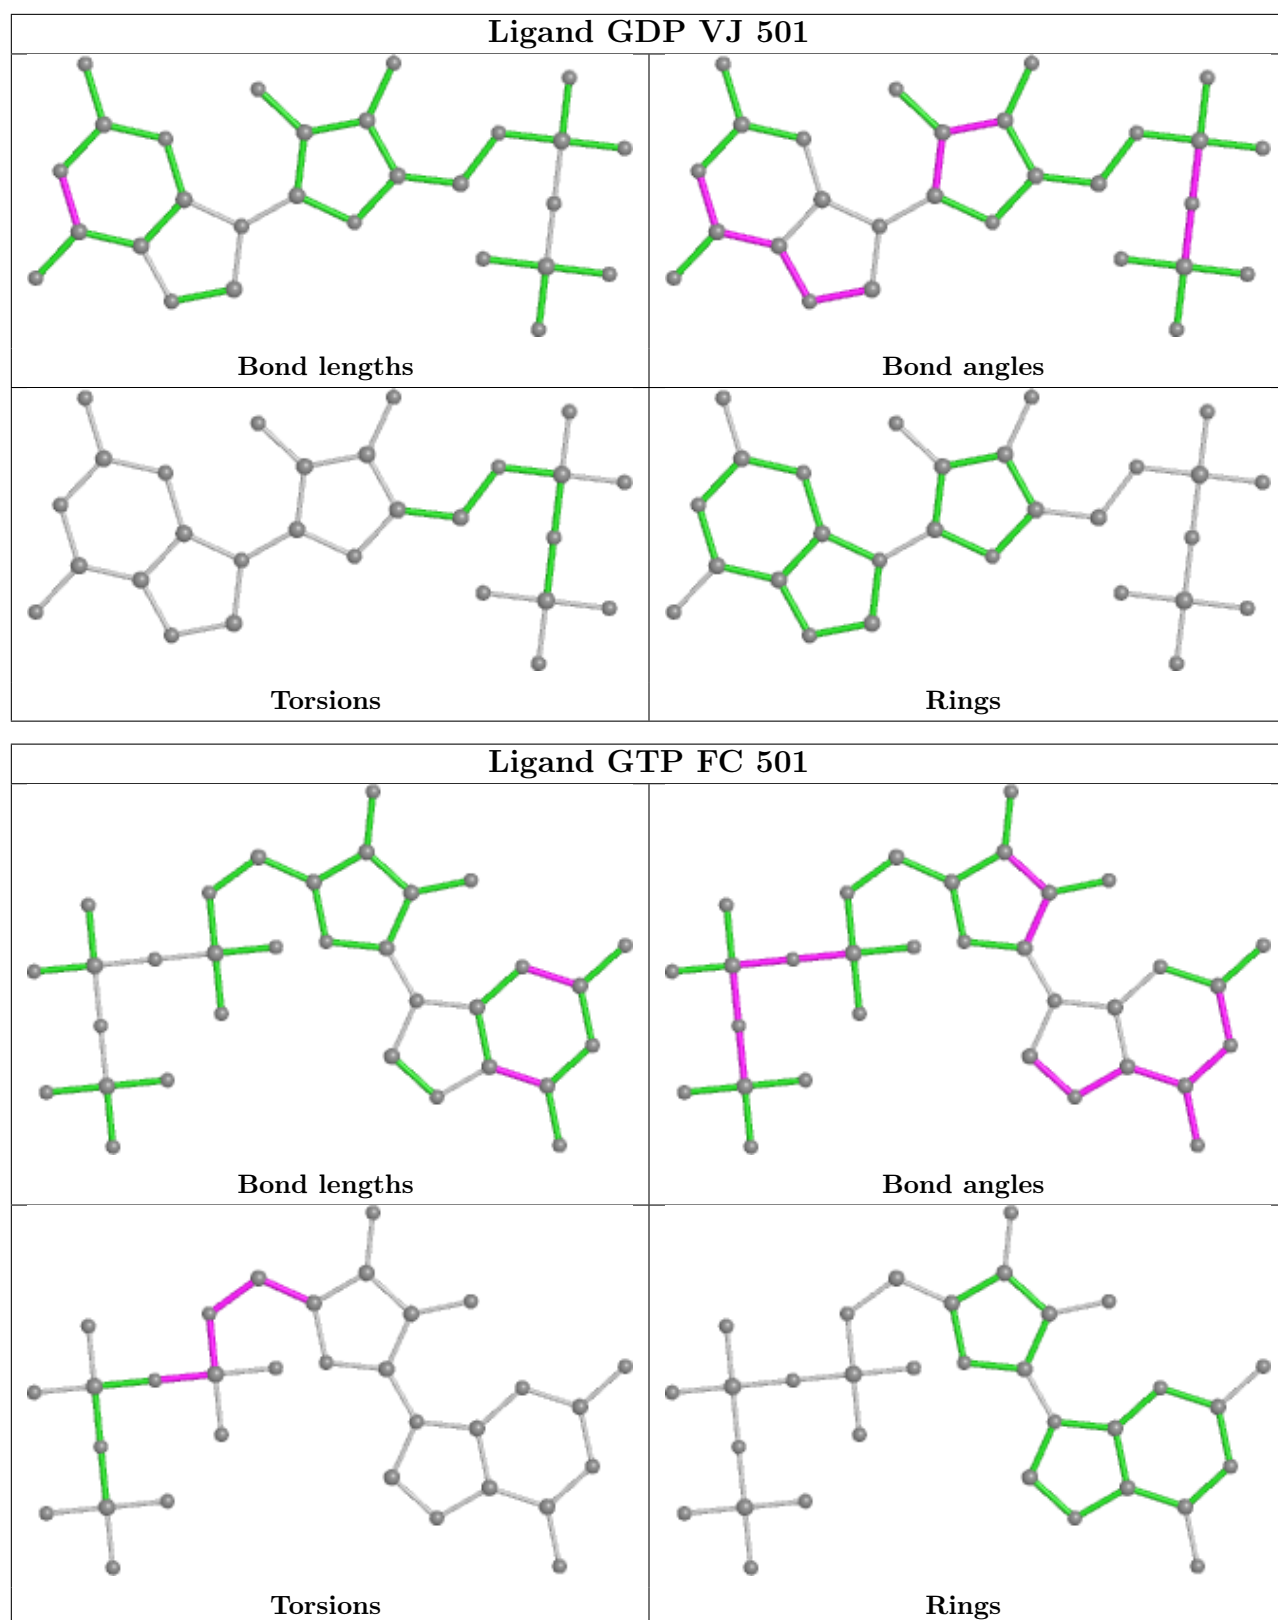 Ligand GDP VJ 501
Bond lengths
Bond angles
Torsions
Rings
Ligand GTP FC 501
Bond lengths
Bond angles
Torsions
Rings